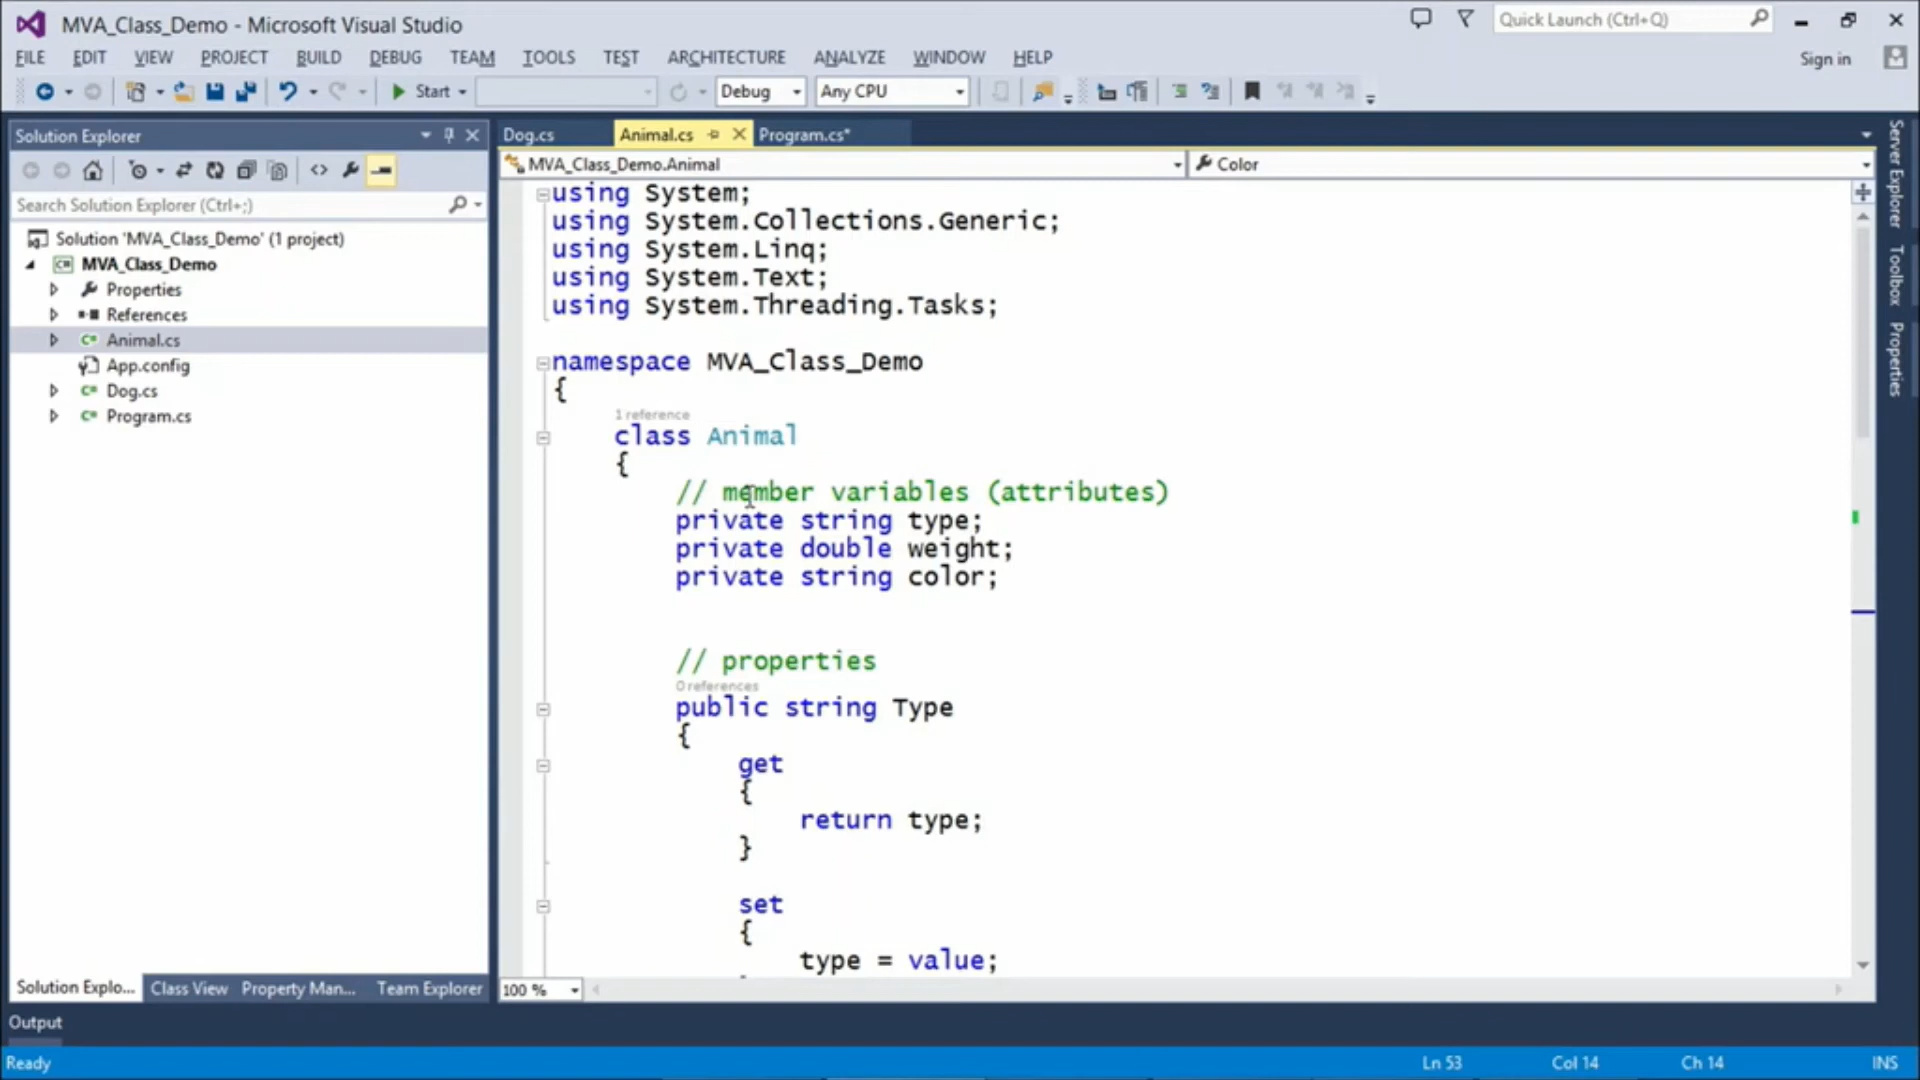 MVA_Class_Demo - Microsoft Visual Studio
Quick Launch (Ctrl+Q)
FILE EDIT VIEW PROJECT BUILD DEBUG TEAM TOOLS TEST ARCHITECTURE ANALYZE WINDOW HELP
Sign in
Start Debug Any CPU
Solution Explorer
Search Solution Explorer (Ctrl+;)
Solution 'MVA_Class_Demo' (1 project)
MVA_Class_Demo
Properties
References
Animal.cs
App.config
Dog.cs
Program.cs
Solution Explo... Class View Property Man... Team Explorer
Dog.cs Animal.cs Program.cs*
MVA_Class_Demo.Animal Color
using System;
using System.Collections.Generic;
using System.Linq;
using System.Text;
using System.Threading.Tasks;
namespace MVA_Class_Demo
{
1 reference
class Animal
{
// member variables (attributes)
private string type;
private double weight;
private string color;
// properties
0 references
public string Type
{
get
{
return type;
}
set
{
type = value;
100 %
Server Explorer
Toolbox
Properties
Output
Ready Ln 53 Col 14 Ch 14 INS